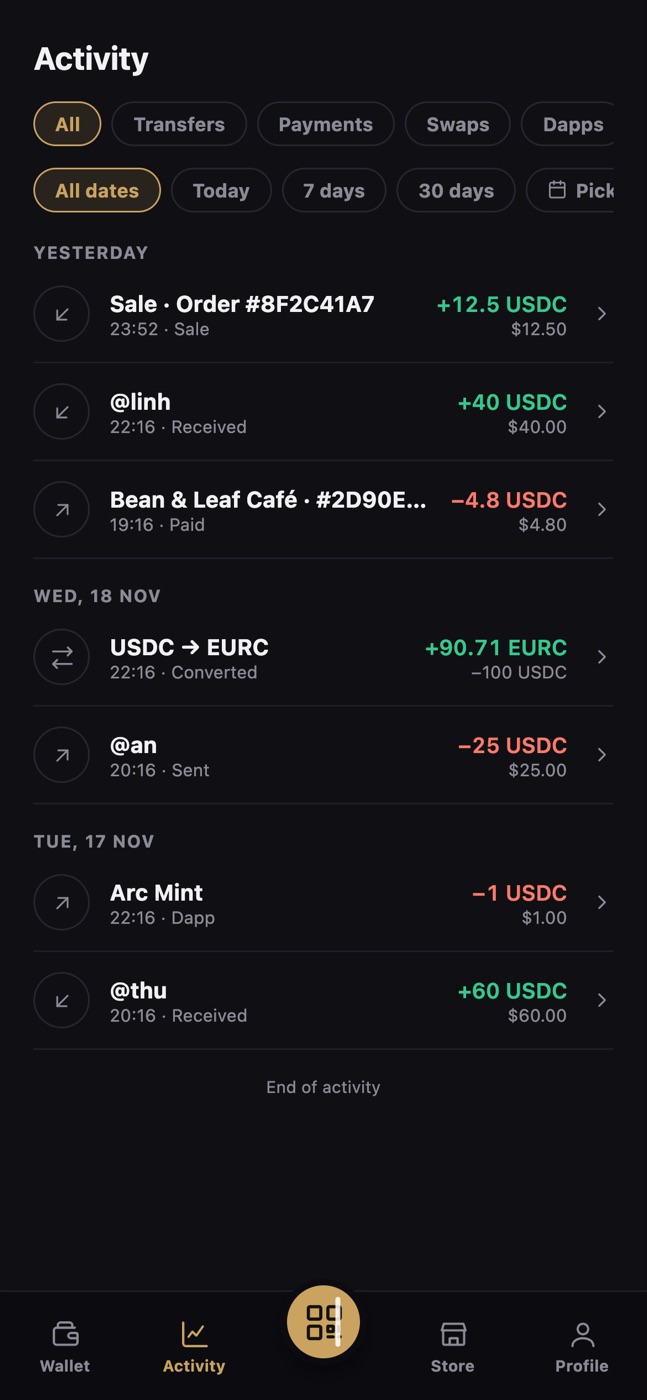 Activity
All Transfers Payments Swaps Dapps
All dates Today 7 days 30 days Pick
YESTERDAY
Sale · Order #8F2C41A7 +12.5 USDC
23:52 · Sale $12.50
@linh +40 USDC
22:16 · Received $40.00
Bean & Leaf Café · #2D90E... −4.8 USDC
19:16 · Paid $4.80
WED, 18 NOV
USDC → EURC +90.71 EURC
22:16 · Converted −100 USDC
@an −25 USDC
20:16 · Sent $25.00
TUE, 17 NOV
Arc Mint −1 USDC
22:16 · Dapp $1.00
@thu +60 USDC
20:16 · Received $60.00
End of activity
Wallet Activity Store Profile